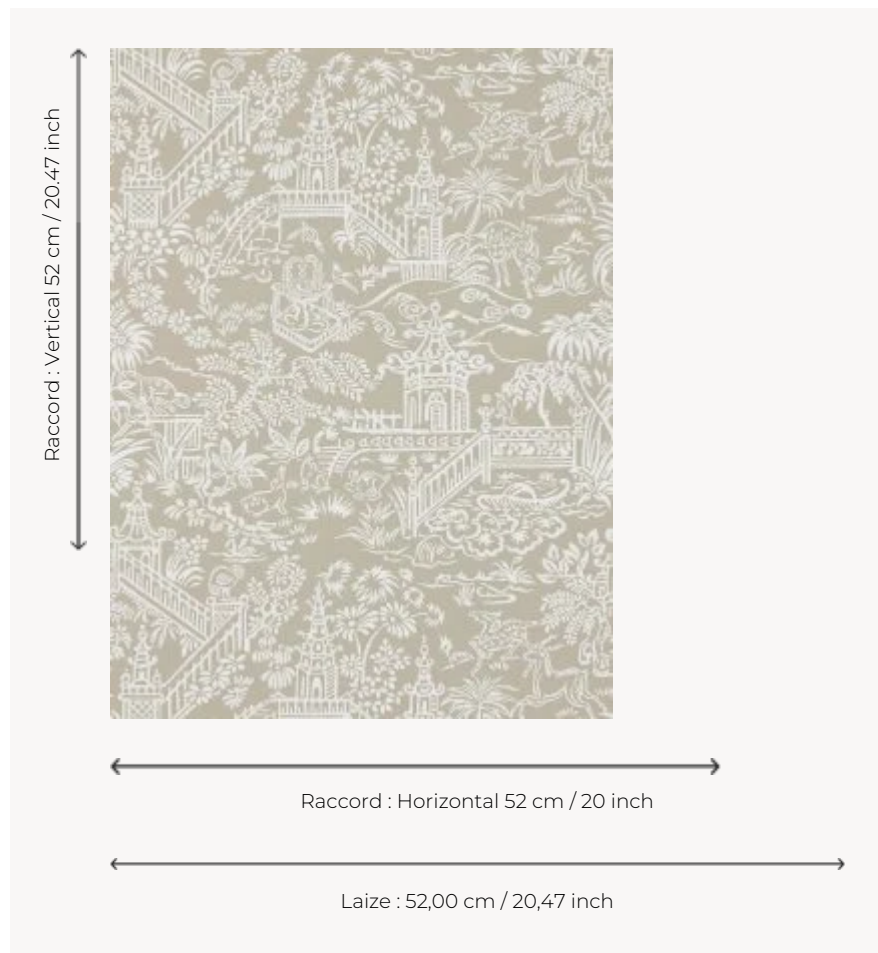 Raccord : Vertical 52 cm / 20.47 inch
Raccord : Horizontal 52 cm / 20 inch
Laize : 52,00 cm / 20,47 inch